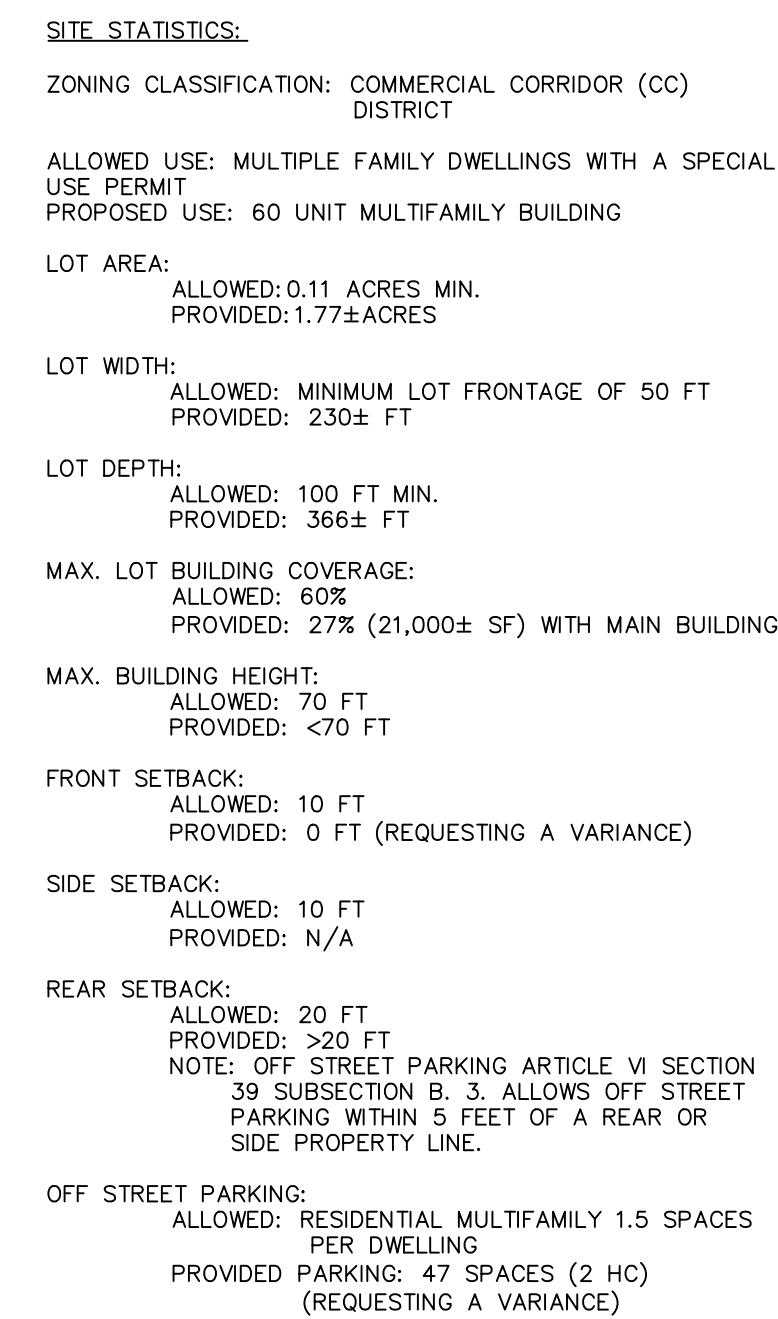 SITE STATISTICS:
ZONING CLASSIFICATION: COMMERCIAL CORRIDOR (CC)
DISTRICT
ALLOWED USE: MULTIPLE FAMILY DWELLINGS WITH A SPECIAL
USE PERMIT
PROPOSED USE: 60 UNIT MULTIFAMILY BUILDING
LOT AREA:
ALLOWED: 0.11 ACRES MIN.
PROVIDED: 1.77± ACRES
LOT WIDTH:
ALLOWED: MINIMUM LOT FRONTAGE OF 50 FT
PROVIDED: 230± FT
LOT DEPTH:
ALLOWED: 100 FT MIN.
PROVIDED: 366± FT
MAX. LOT BUILDING COVERAGE:
ALLOWED: 60%
PROVIDED: 27% (21,000± SF) WITH MAIN BUILDING
MAX. BUILDING HEIGHT:
ALLOWED: 70 FT
PROVIDED: <70 FT
FRONT SETBACK:
ALLOWED: 10 FT
PROVIDED: 0 FT (REQUESTING A VARIANCE)
SIDE SETBACK:
ALLOWED: 10 FT
PROVIDED: N/A
REAR SETBACK:
ALLOWED: 20 FT
PROVIDED: >20 FT
NOTE: OFF STREET PARKING ARTICLE VI SECTION
39 SUBSECTION B. 3. ALLOWS OFF STREET
PARKING WITHIN 5 FEET OF A REAR OR
SIDE PROPERTY LINE.
OFF STREET PARKING:
ALLOWED: RESIDENTIAL MULTIFAMILY 1.5 SPACES
PER DWELLING
PROVIDED PARKING: 47 SPACES (2 HC)
(REQUESTING A VARIANCE)